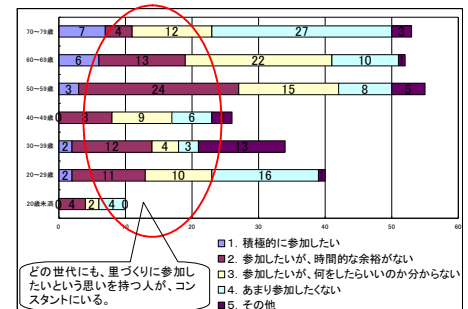 70～79歳 7 4 12 27 3
60～69歳 6 13 22 10 1
50～59歳 3 24 15 8 5
40～49歳 0 8 9 6
30～39歳 2 12 4 3 13
20～29歳 2 11 10 16
20歳未満 0 4 2 4 0
0 10 20 30 40 50 60
どの世代にも、里づくりに参加し
たいという思いを持つ人が、コン
スタントにいる。
1. 積極的に参加したい
2. 参加したいが、時間的な余裕がない
3. 参加したいが、何をしたらいいのか分からない
4. あまり参加したくない
5. その他